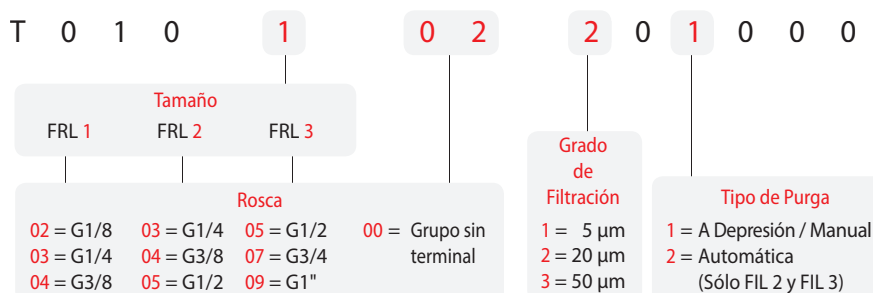 T 0 1 0 1 0 2 2 0 1 0 0 0
Tamaño
FRL 1 FRL 2 FRL 3
Rosca
02 = G1/8 03 = G1/4 05 = G1/2 00 = Grupo sin
03 = G1/4 04 = G3/8 07 = G3/4 terminal
04 = G3/8 05 = G1/2 09 = G1"
Grado
de
Filtración
1 = 5 µm
2 = 20 µm
3 = 50 µm
Tipo de Purga
1 = A Depresión / Manual
2 = Automática
(Sólo FIL 2 y FIL 3)